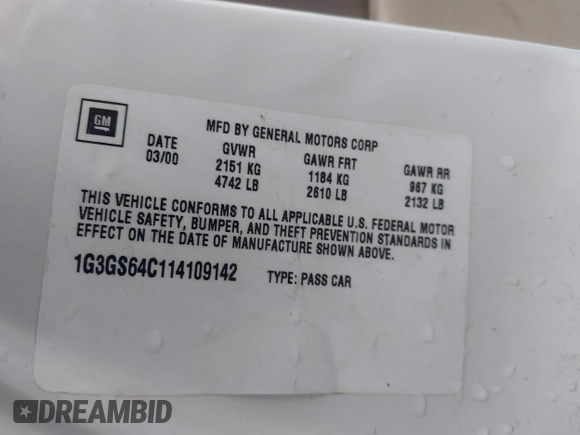 GM
MFD BY GENERAL MOTORS CORP
DATE GVWR GAWR FRT GAWR RR
03/00 2151 KG 1184 KG 967 KG
4742 LB 2610 LB 2132 LB
THIS VEHICLE CONFORMS TO ALL APPLICABLE U.S. FEDERAL MOTOR
VEHICLE SAFETY, BUMPER, AND THEFT PREVENTION STANDARDS IN
EFFECT ON THE DATE OF MANUFACTURE SHOWN ABOVE.
1G3GS64C114109142 TYPE: PASS CAR
DREAMBID